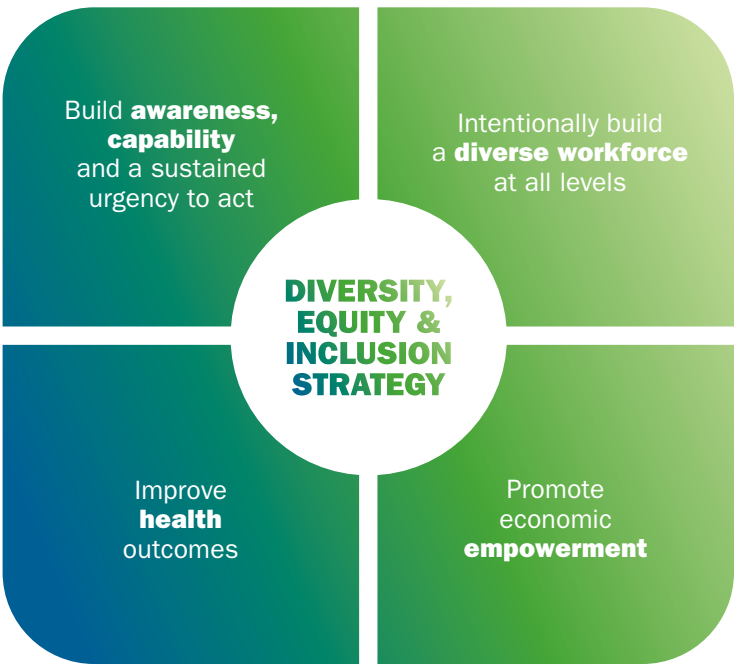 Build awareness,
capability
and a sustained
urgency to act
Intentionally build
a diverse workforce
at all levels
DIVERSITY,
EQUITY &
INCLUSION
STRATEGY
Improve
health
outcomes
Promote
economic
empowerment